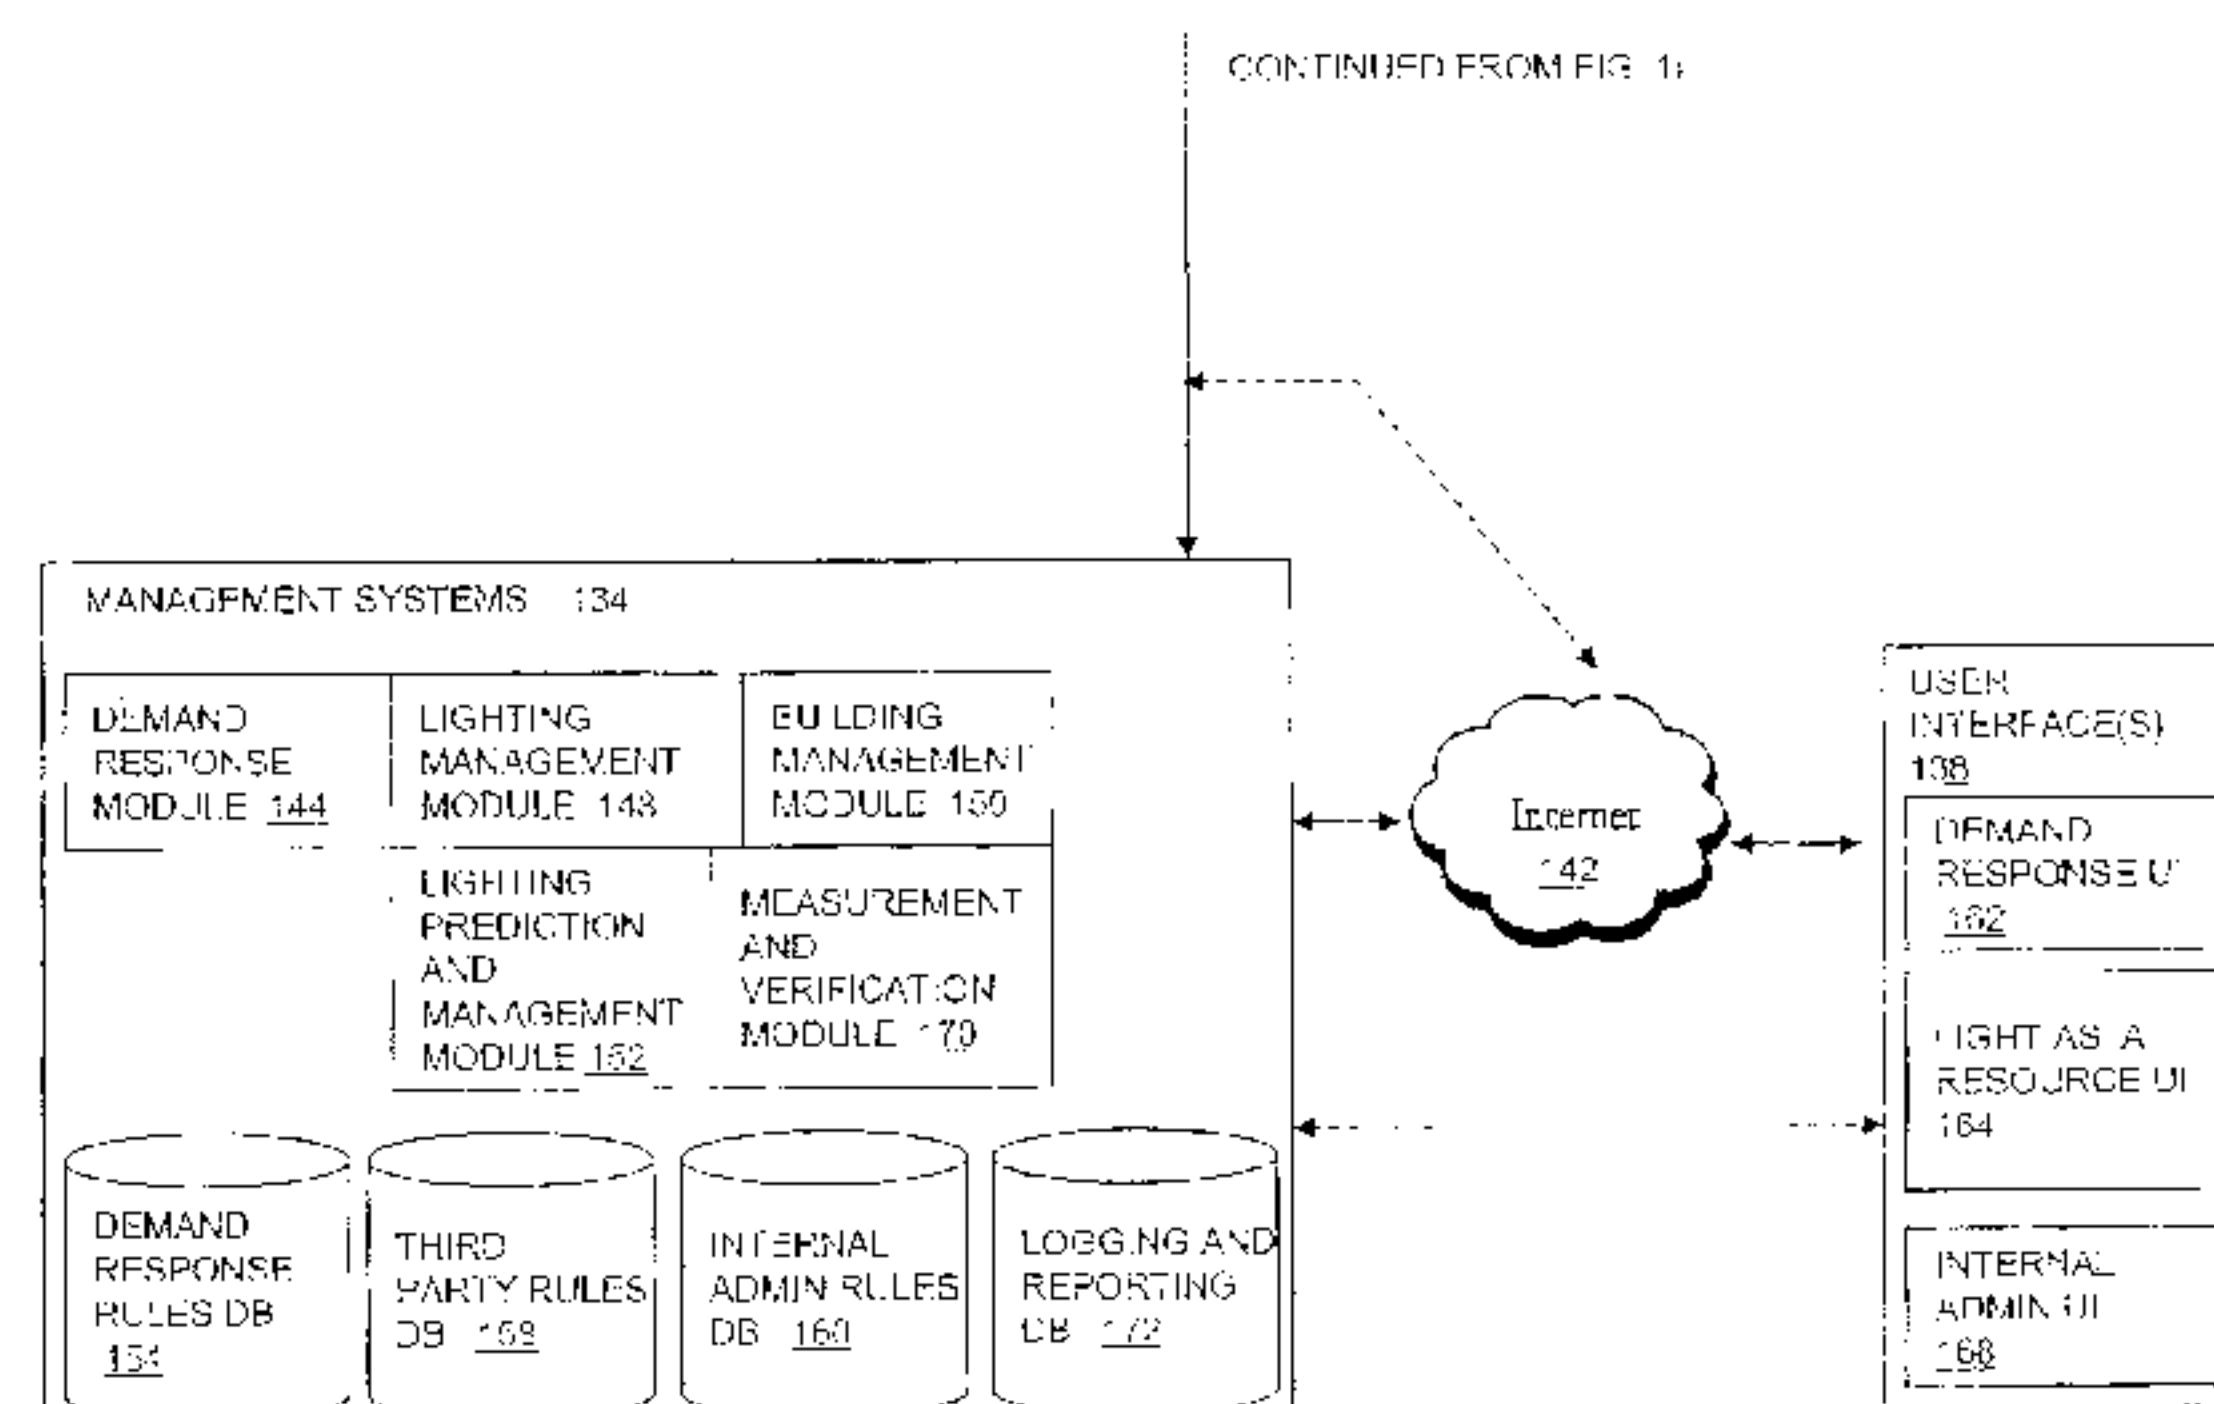 CONTINUED FROM FIG. 1
MANAGEMENT SYSTEMS 134
DEMAND
RESPONSE
MODULE 144
LIGHTING
MANAGEMENT
MODULE 148
BUILDING
MANAGEMENT
MODULE 150
LIGHTING
PREDICTION
AND
MANAGEMENT
MODULE 152
MEASUREMENT
AND
VERIFICATION
MODULE 170
DEMAND
RESPONSE
RULES DB
THIRD
PARTY RULES
DB
INTERNAL
ADMIN RULES
DB 160
LOGGING AND
REPORTING
DB 172
Internet
142
USER
INTERFACE(S)
138
DEMAND
RESPONSE UI
162
LIGHT AS A
RESOURCE UI
164
INTERNAL
ADMIN UI
168